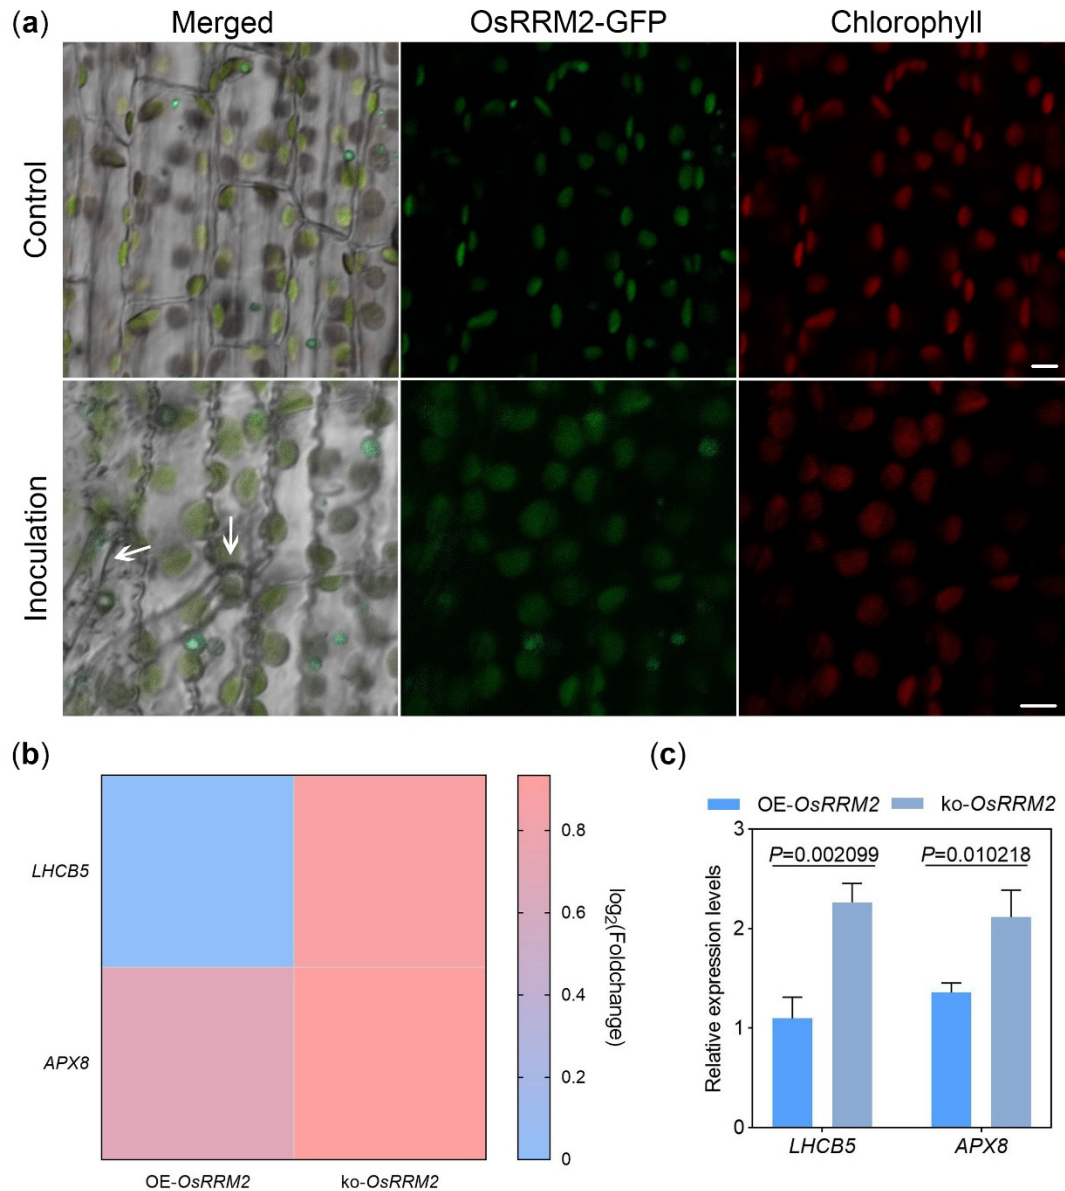 (a)
Merged
OsRRM2-GFP
Chlorophyll
Control
Inoculation
(b)
LHCB5
APX8
OE-OsRRM2
ko-OsRRM2
0.8
0.6
0.4
0.2
0
log2(Foldchange)
(c)
OE-OsRRM2
ko-OsRRM2
Relative expression levels
3
2
1
0
P=0.002099
P=0.010218
LHCB5
APX8